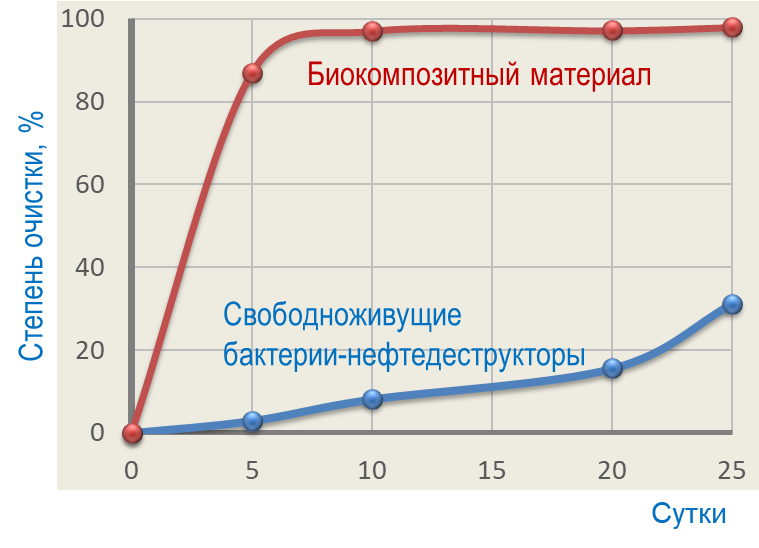 100
80
60
40
20
0
Степень очистки, %
Биокомпозитный материал
Свободноживущие
бактерии-нефтедеструкторы
0 5 10 15 20 25
Сутки